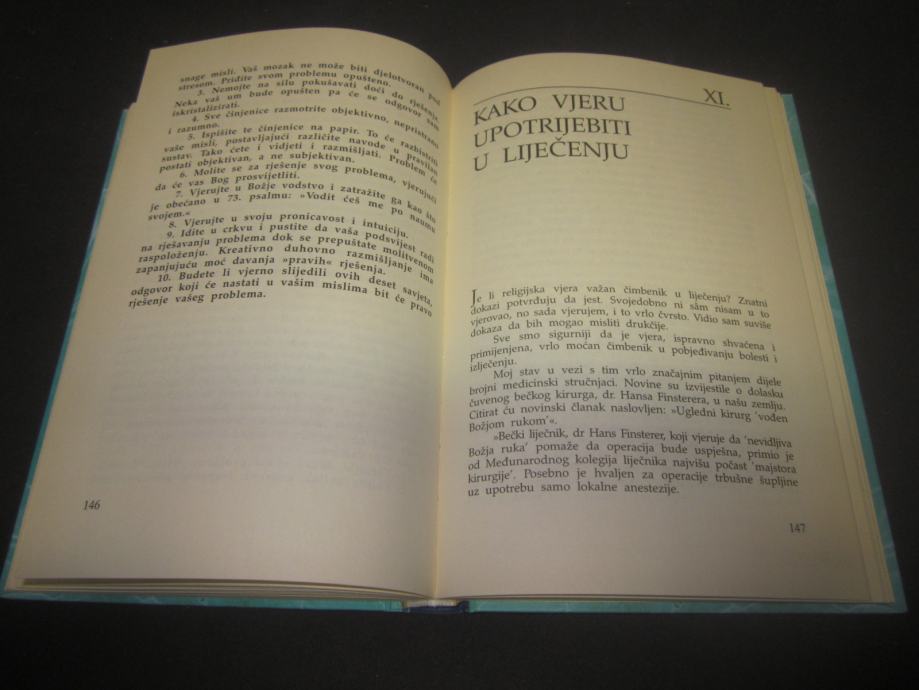 snage misli. Vaš mozak ne može biti djelotvoran pod
stresom. Priđite svom problemu opušteno.
3. Nemojte na silo pokušavati doći do rješenja.
Neka vaš um bude opušten pa će se odgovor sam
iskristalizirati.
4. Sve činjenice razmotrite objektivno, nepristrano
i razumno.
5. Ispišite te činjenice na papir. To će razbistriti
vaše misli, postavljajući različite navode u pravilan
sustav. Tako ćete i vidjeti i razmišljati. Problem će
postati objektivan, a ne subjektivan.
6. Molite se za rješenje svog problema, vjerujući
da će vas Bog prosvijetliti.
7. Vjerujte u Božje vodstvo i zatražite ga kao što
je obećano u 73. psalmu: »Vodit ćeš me po naumu
svojem.«
8. Vjerujte u svoju pronicavost i intuiciju.
9. Idite u crkvu i pustite da vaša podsvijest radi
na rješavanju problema dok se prepuštate molitvenom
raspoloženju. Kreativno duhovno razmišljanje ima
zapanjujuću moć davanja »pravih« rješenja.
10. Budete li vjerno slijedili ovih deset savjeta,
odgovor koji će nastati u vašim mislima bit će pravo
rješenje vašeg problema.
146
XI.
KAKO VJERU
UPOTRIJEBITI
U LIJEČENJU
Je li religijska vjera važan čimbenik u liječenju? Znatni
dokazi potvrđuju da jest. Svojedobno ni sâm nisam u to
vjerovao, no sada vjerujem, i to vrlo čvrsto. Vidio sam suviše
dokaza da bih mogao misliti drukčije.
Sve smo sigurniji da je vjera, ispravno shvaćena i
primijenjena, vrlo moćan čimbenik u pobjeđivanju bolesti i
izlječenju.
Moj stav u vezi s tim vrlo značajnim pitanjem dijele
brojni medicinski stručnjaci. Novine su izvijestile o dolasku
čuvenog bečkog kirurga, dr. Hansa Finsterera, u našu zemlju.
Citirat ću novinski članak naslovljen: »Ugledni kirurg 'vođen
Božjom rukom'«.
»Bečki liječnik, dr Hans Finsterer, koji vjeruje da 'nevidljiva
Božja ruka' pomaže da operacija bude uspješna, primio je
od Međunarodnog kolegija liječnika najvišu počast 'majstora
kirurgije'. Posebno je hvaljen za operacije trbušne šupljine
uz upotrebu samo lokalne anestezije.
147